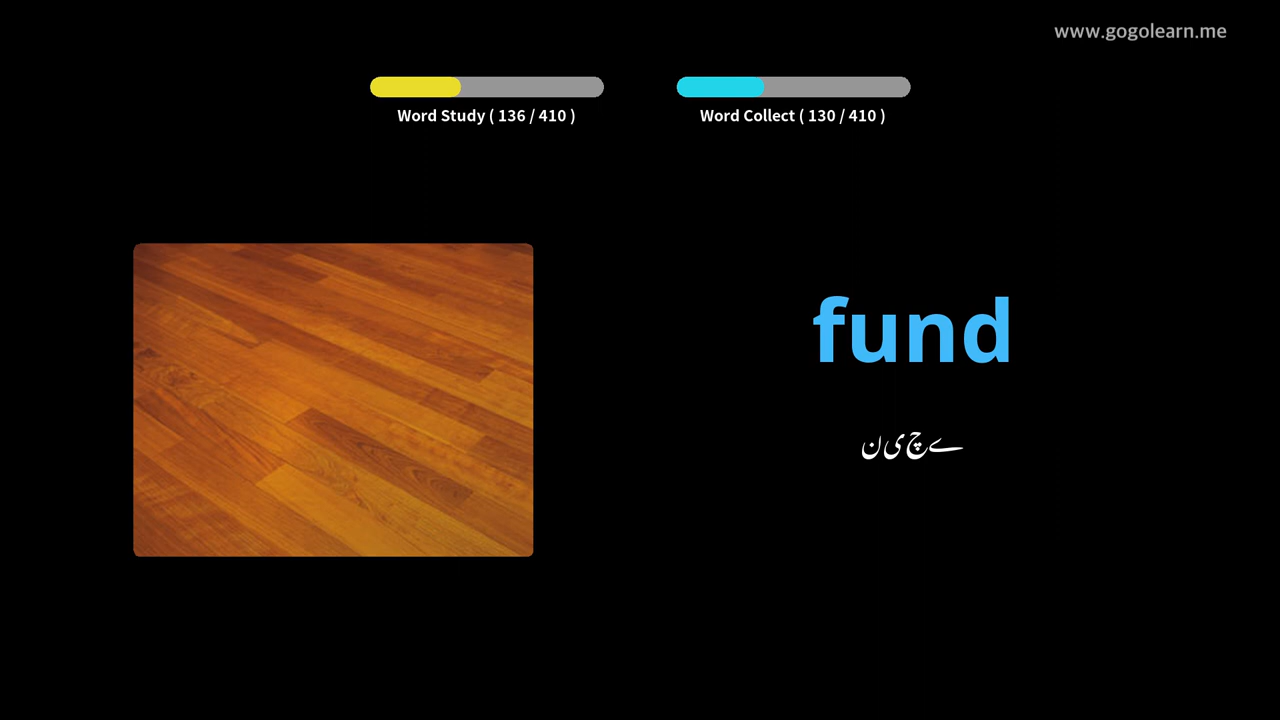 www.gogolearn.me
Word Study ( 136 / 410 )
Word Collect ( 130 / 410 )
fund
ے چ ی ن